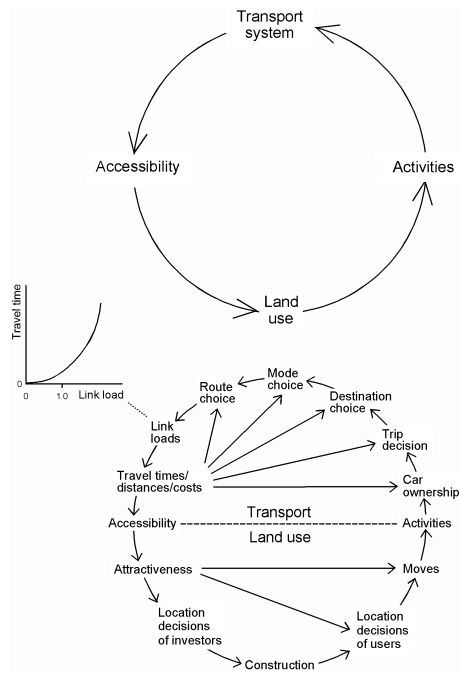 Transport
system
Accessibility
Activities
Land
use
Travel time
0
0
1.0
Link load
Mode
choice
Route
choice
Destination
choice
Link
loads
Trip
decision
Travel times/
distances/costs
Car
ownership
Transport
Accessibility
Activities
Land use
Attractiveness
Moves
Location
decisions
of investors
Location
decisions
of users
Construction